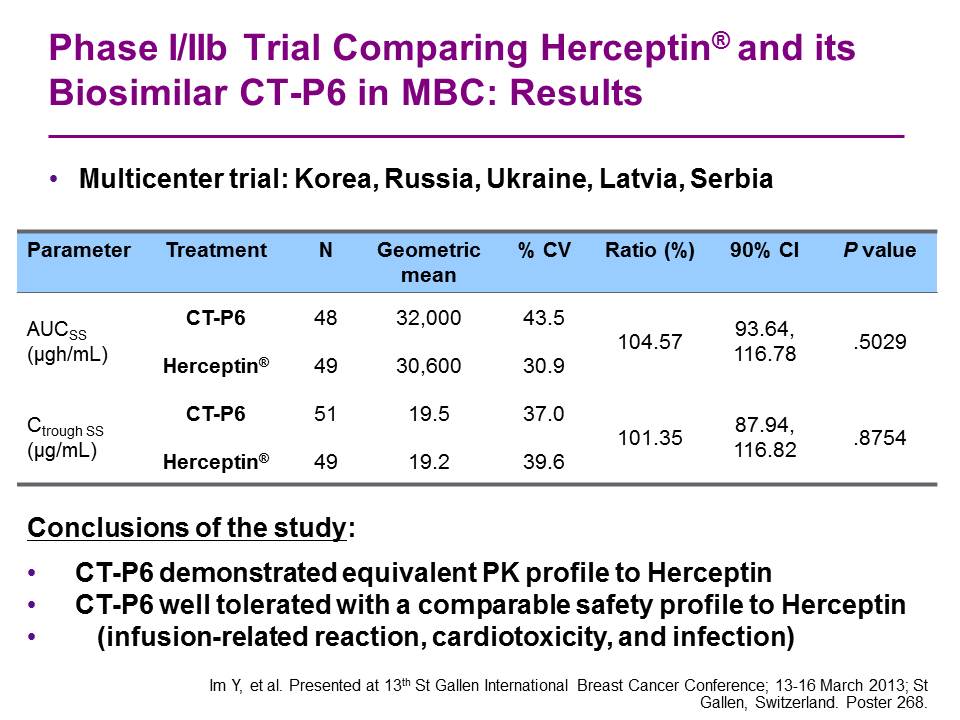 Phase I/IIb Trial Comparing Herceptin® and its
Biosimilar CT-P6 in MBC: Results
• Multicenter trial: Korea, Russia, Ukraine, Latvia, Serbia
Parameter Treatment N Geometric mean % CV Ratio (%) 90% CI P value
AUCSS (µgh/mL) CT-P6 48 32,000 43.5 104.57 93.64, 116.78 .5029
Herceptin® 49 30,600 30.9
Ctrough SS (µg/mL) CT-P6 51 19.5 37.0 101.35 87.94, 116.82 .8754
Herceptin® 49 19.2 39.6
Conclusions of the study:
• CT-P6 demonstrated equivalent PK profile to Herceptin
• CT-P6 well tolerated with a comparable safety profile to Herceptin
• (infusion-related reaction, cardiotoxicity, and infection)
Im Y, et al. Presented at 13th St Gallen International Breast Cancer Conference; 13-16 March 2013; St
Gallen, Switzerland. Poster 268.